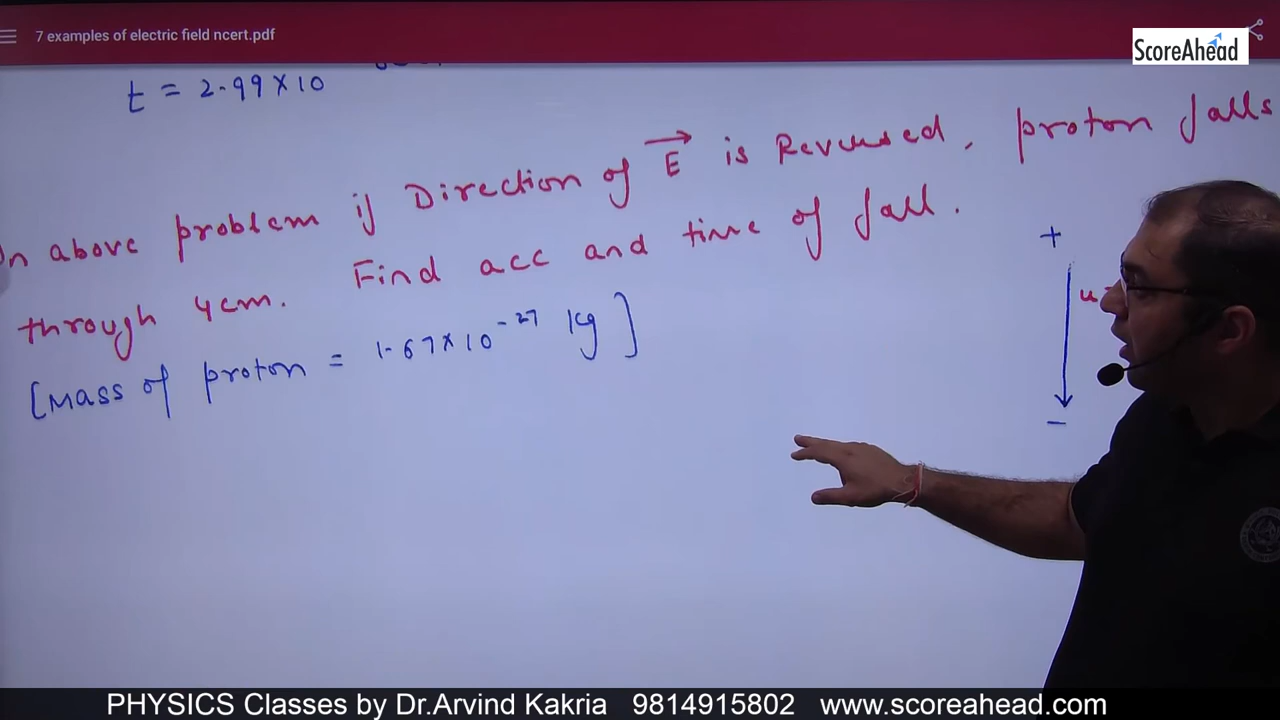 7 examples of electric field ncert.pdf
ScoreAhead
t = 2.99×10
In above problem if Direction of E⃗ is Reversed, proton falls
through 4cm. Find acc and time of fall.
[Mass of proton = 1.67×10⁻²⁷ Kg]
+
u
−
PHYSICS Classes by Dr.Arvind Kakria 9814915802 www.scoreahead.com